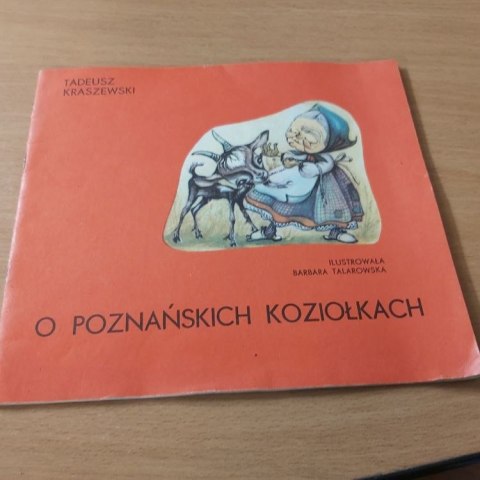 TADEUSZ
KRASZEWSKI
ILUSTROWAŁA
BARBARA TALAROWSKA
O POZNAŃSKICH KOZIOŁKACH